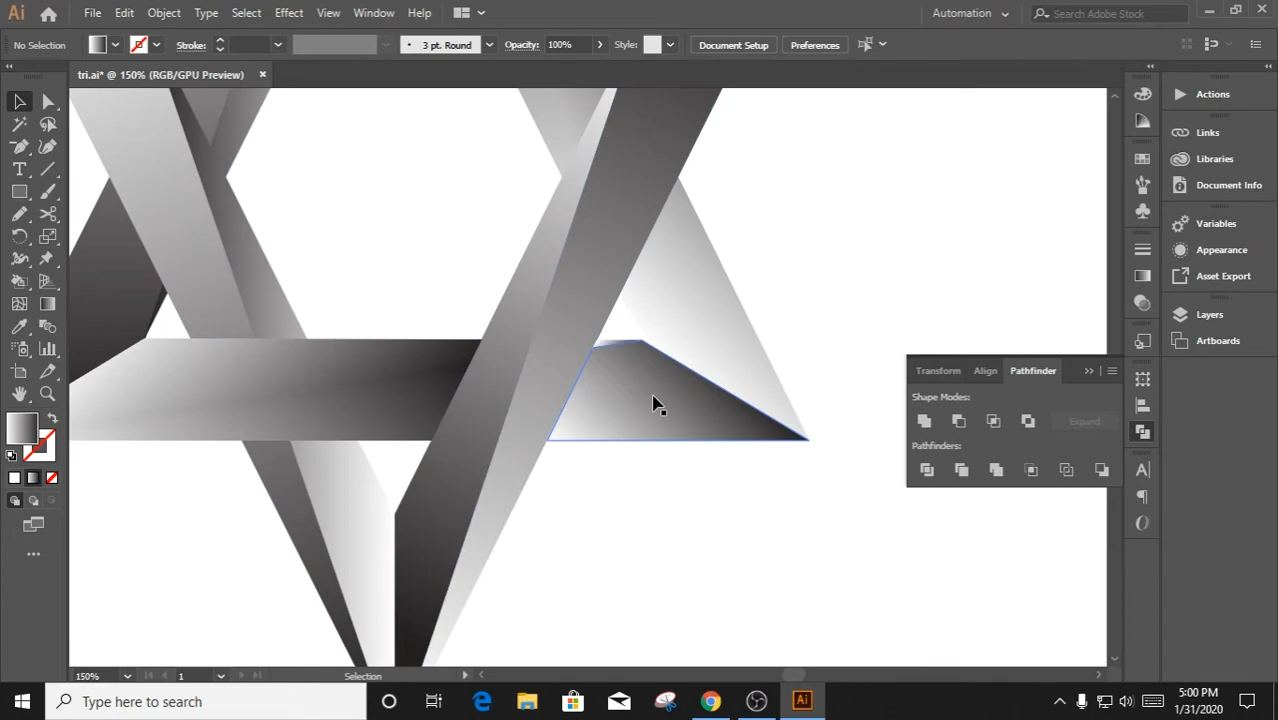 Ai File Edit Object Type Select Effect View Window Help Automation Search Adobe Stock
No Selection Stroke: 3 pt. Round Opacity: 100% Style: Document Setup Preferences
tri.ai* @ 150% (RGB/GPU Preview)
Actions
Links
Libraries
Document Info
Variables
Appearance
Asset Export
Layers
Artboards
Transform Align Pathfinder
Shape Modes:
Expand
Pathfinders:
150% 1 Selection
Type here to search Ai 5:00 PM
1/31/2020